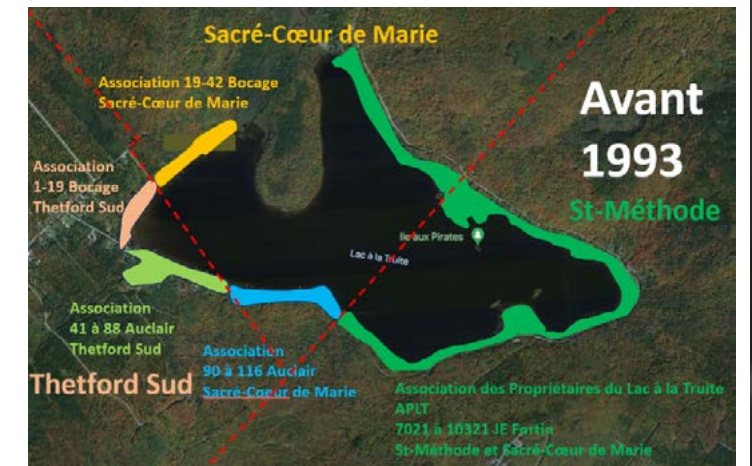 Sacré-Cœur de Marie
Association 19-42 Bocage
Sacré-Cœur de Marie
Avant
1993
St-Méthode
Association
1-19 Bocage
Thetford Sud
Ile aux Pirates
Lac à la Truite
Association
41 à 88 Auclair
Thetford Sud
Thetford Sud
Association
90 à 116 Auclair
Sacré-Cœur de Marie
Association des Propriétaires du Lac à la Truite
APLT
7021 à 10321 JE Fortin
St-Méthode et Sacré-Cœur de Marie